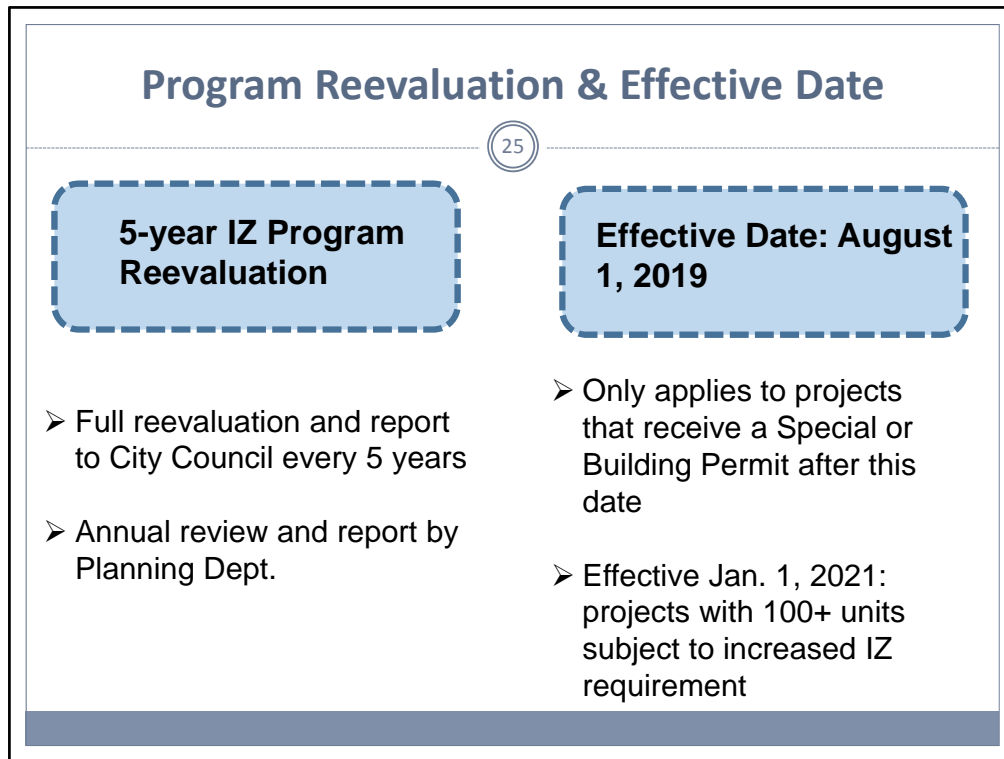 Program Reevaluation & Effective Date
25
5-year IZ Program
Reevaluation
➢ Full reevaluation and report
to City Council every 5 years
➢ Annual review and report by
Planning Dept.
Effective Date: August
1, 2019
➢ Only applies to projects
that receive a Special or
Building Permit after this
date
➢ Effective Jan. 1, 2021:
projects with 100+ units
subject to increased IZ
requirement